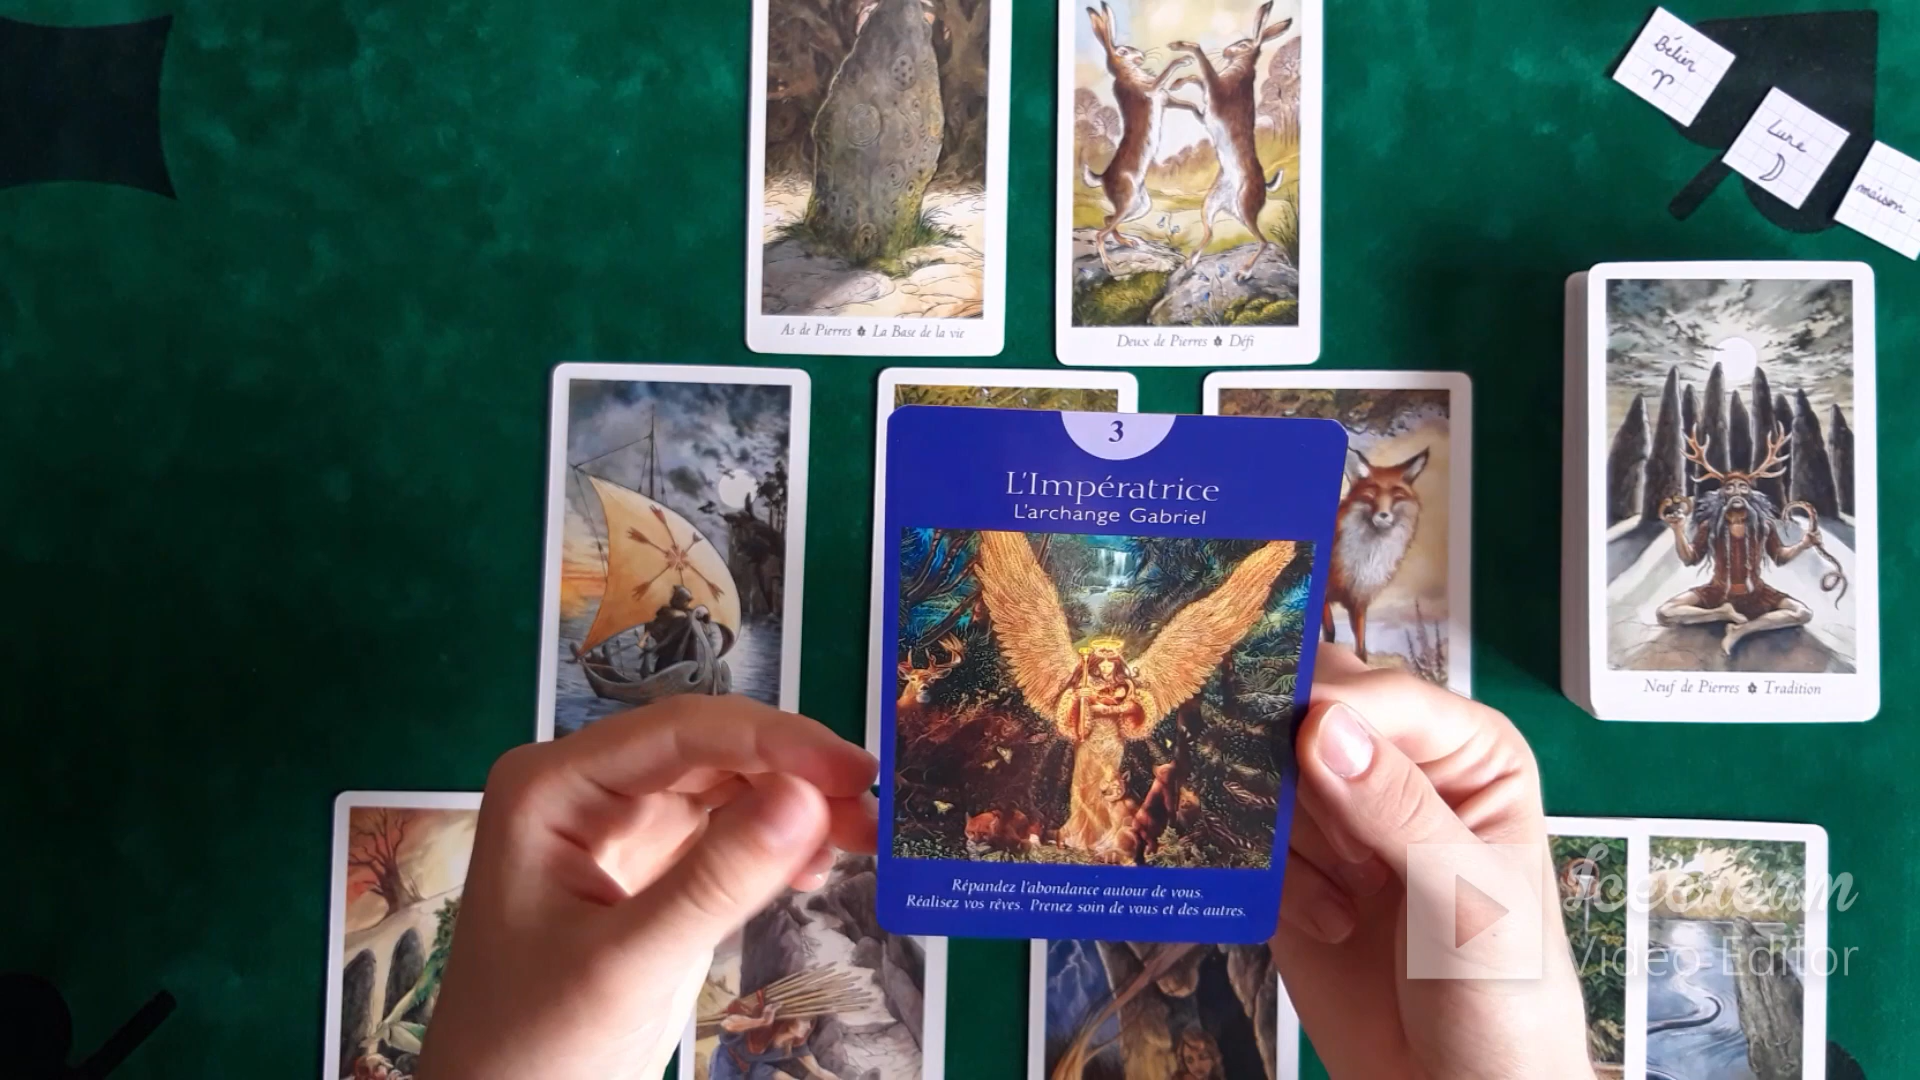 Bélier
♈
Lune
☽
maison
As de Pierres La Base de la vie
Deux de Pierres Défi
3
L'Impératrice
L'archange Gabriel
Répandez l'abondance autour de vous.
Réalisez vos rêves. Prenez soin de vous et des autres.
Neuf de Pierres Tradition
Icecream
Video Editor